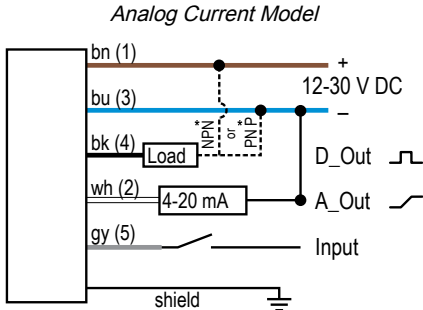 Analog Current Model
bn (1)
+
12-30 V DC
bu (3)
–
* NPN
or
* PNP
bk (4)
Load
D_Out
wh (2)
4-20 mA
A_Out
gy (5)
Input
shield